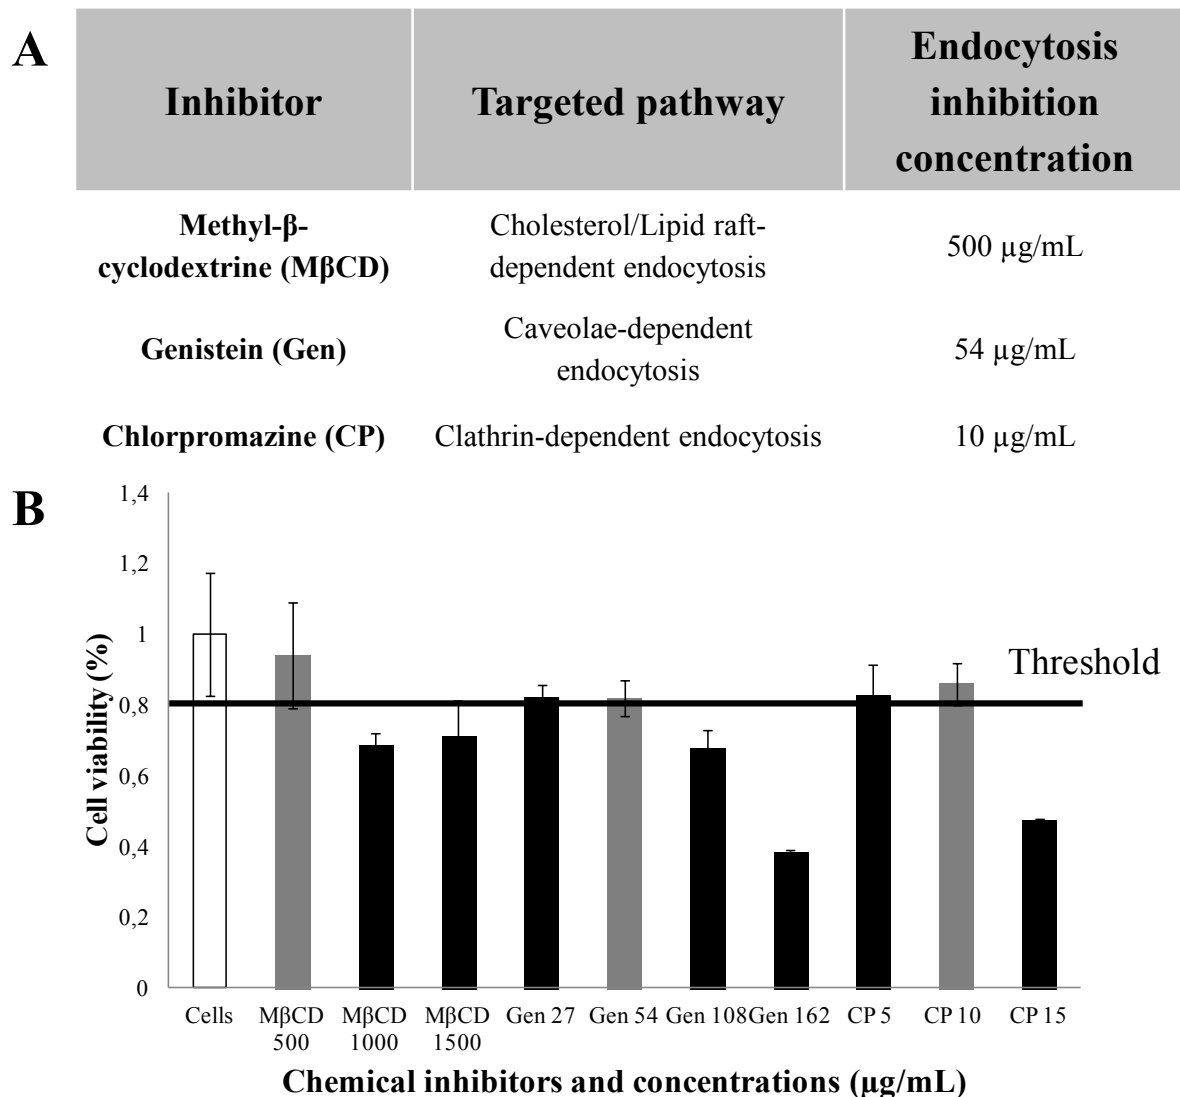 A
Inhibitor
Targeted pathway
Endocytosis
inhibition
concentration
Methyl-β-
cyclodextrine (MβCD)
Cholesterol/Lipid raft-
dependent endocytosis
500 µg/mL
Genistein (Gen)
Caveolae-dependent
endocytosis
54 µg/mL
Chlorpromazine (CP)
Clathrin-dependent endocytosis
10 µg/mL
B
Cell viability (%)
1,4
1,2
1
0,8
0,6
0,4
0,2
0
Threshold
Cells
MβCD
500
MβCD
1000
MβCD
1500
Gen 27
Gen 54
Gen 108
Gen 162
CP 5
CP 10
CP 15
Chemical inhibitors and concentrations (µg/mL)